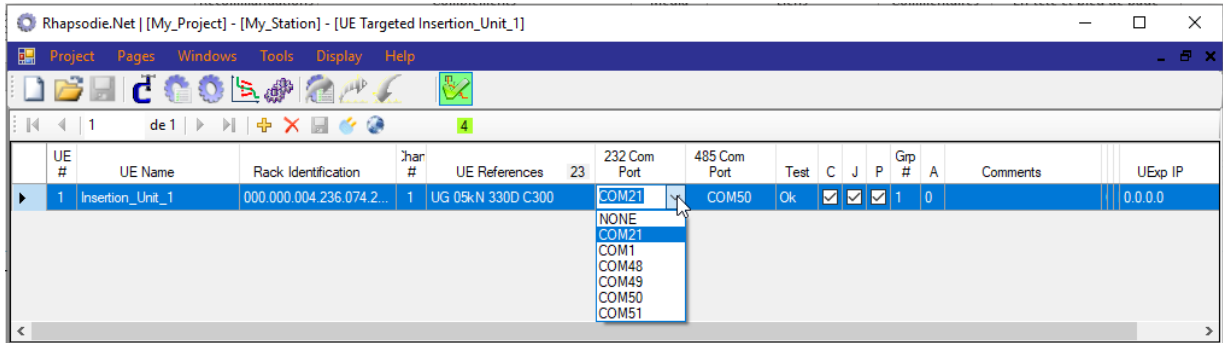 Rhapsodie.Net | [My_Project] - [My_Station] - [UE Targeted Insertion_Unit_1]
Project Pages Windows Tools Display Help
1 de 1 4
UE # UE Name Rack Identification Chan # UE References 23 232 Com Port 485 Com Port Test C J P Grp # A Comments UExp IP
1 Insertion_Unit_1 000.000.004.236.074.2... 1 UG 05kN 330D C300 COM21 COM50 Ok 1 0 0.0.0.0
NONE
COM21
COM1
COM48
COM49
COM50
COM51